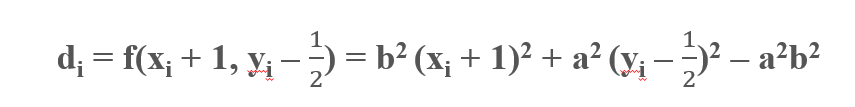 dᵢ = f(xᵢ + 1, yᵢ – 1/2) = b² (xᵢ + 1)² + a² (yᵢ – 1/2)² – a²b²